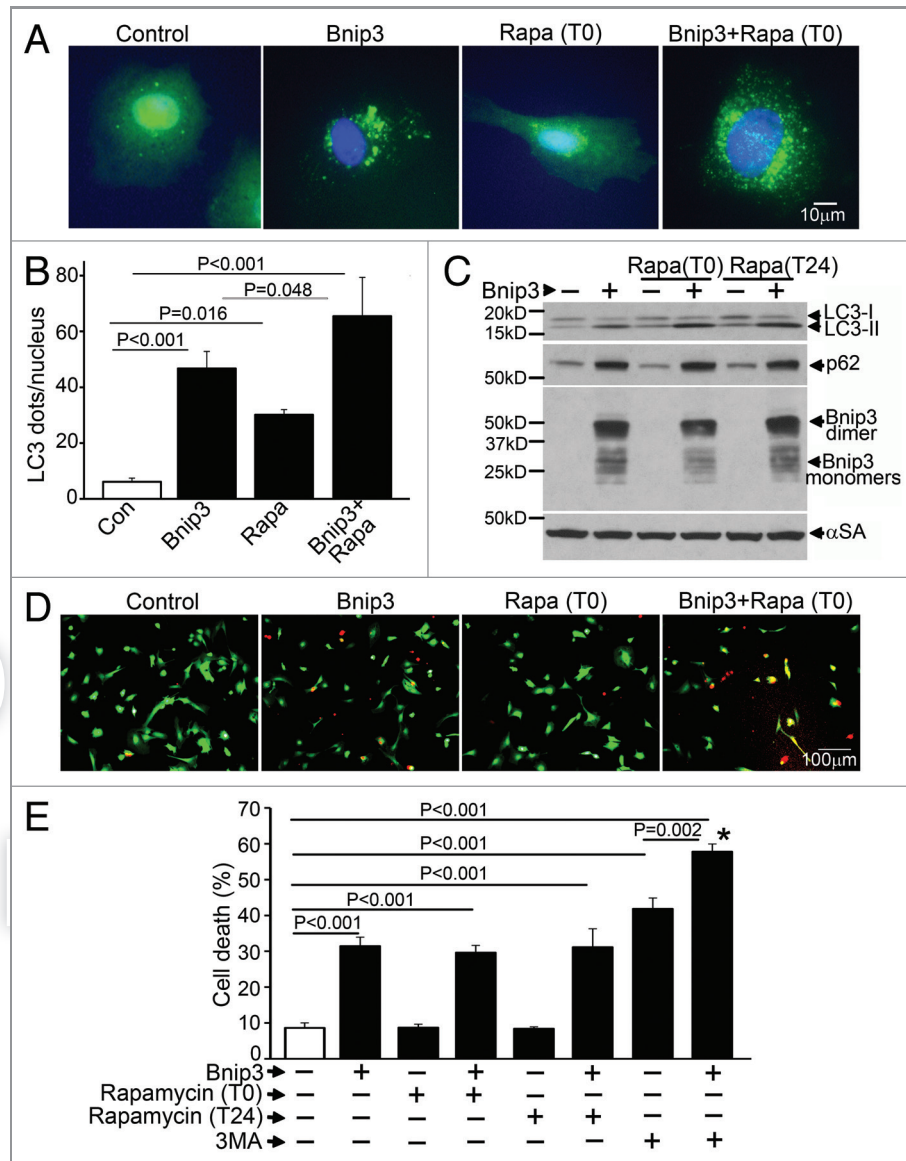 A
Control
Bnip3
Rapa (T0)
Bnip3+Rapa (T0)
10μm
B
LC3 dots/nucleus
80
60
40
20
0
P<0.001
P=0.048
P=0.016
P<0.001
Con
Bnip3
Rapa
Bnip3+
Rapa
C
Rapa(T0) Rapa(T24)
Bnip3 – + – + – +
20kD
15kD
LC3-I
LC3-II
50kD
p62
50kD
37kD
25kD
Bnip3
dimer
Bnip3
monomers
50kD
αSA
D
Control
Bnip3
Rapa (T0)
Bnip3+Rapa (T0)
100μm
E
Cell death (%)
70
60
50
40
30
20
10
0
P<0.001
P=0.002
*
P<0.001
P<0.001
P<0.001
P<0.001
Bnip3 – + – + – + – +
Rapamycin (T0) – – + + – – – –
Rapamycin (T24) – – – – + + – –
3MA – – – – – – + +